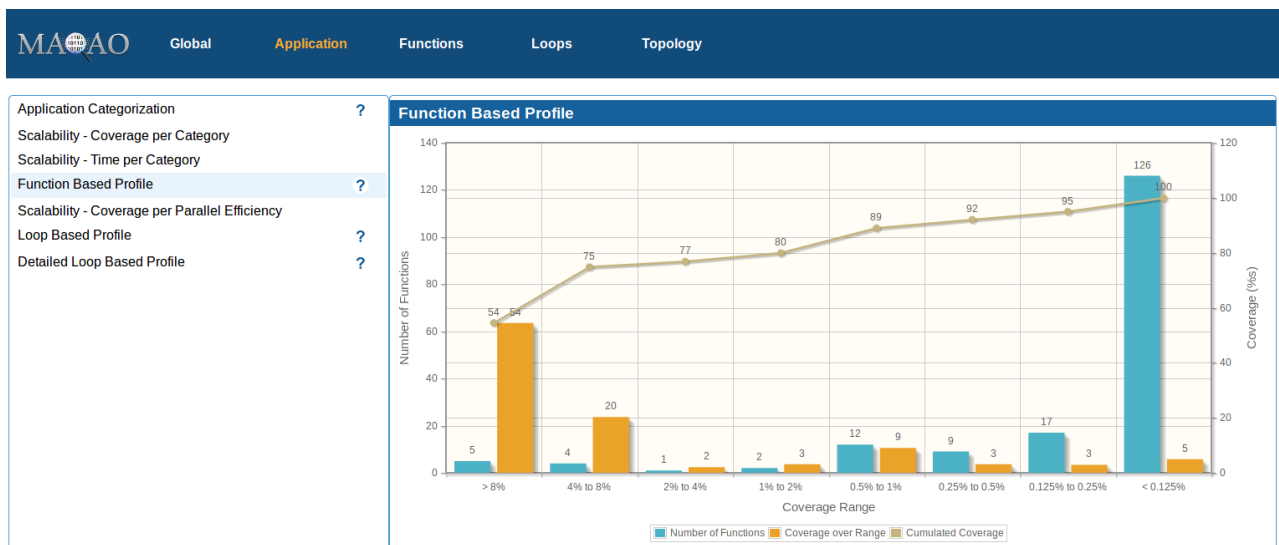 MAQAO
Global Application Functions Loops Topology
Application Categorization ?
Scalability - Coverage per Category
Scalability - Time per Category
Function Based Profile ?
Scalability - Coverage per Parallel Efficiency
Loop Based Profile ?
Detailed Loop Based Profile ?
Function Based Profile
140
120
100
80
60
40
20
0
Number of Functions
54 75 77 80 89 92 95 100
5 4 1 2 12 9 17 126
54 20 2 3 9 3 3 5
120
100
80
60
40
20
0
Coverage (%s)
> 8% 4% to 8% 2% to 4% 1% to 2% 0.5% to 1% 0.25% to 0.5% 0.125% to 0.25% < 0.125%
Coverage Range
Number of Functions Coverage over Range Cumulated Coverage